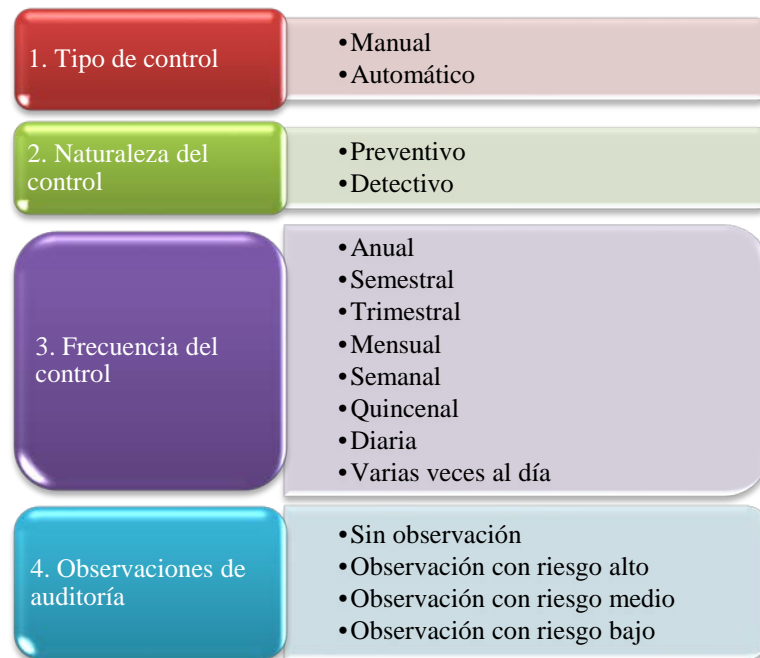 1. Tipo de control
•Manual
•Automático
2. Naturaleza del
control
•Preventivo
•Detectivo
3. Frecuencia del
control
•Anual
•Semestral
•Trimestral
•Mensual
•Semanal
•Quincenal
•Diaria
•Varias veces al día
4. Observaciones de
auditoría
•Sin observación
•Observación con riesgo alto
•Observación con riesgo medio
•Observación con riesgo bajo